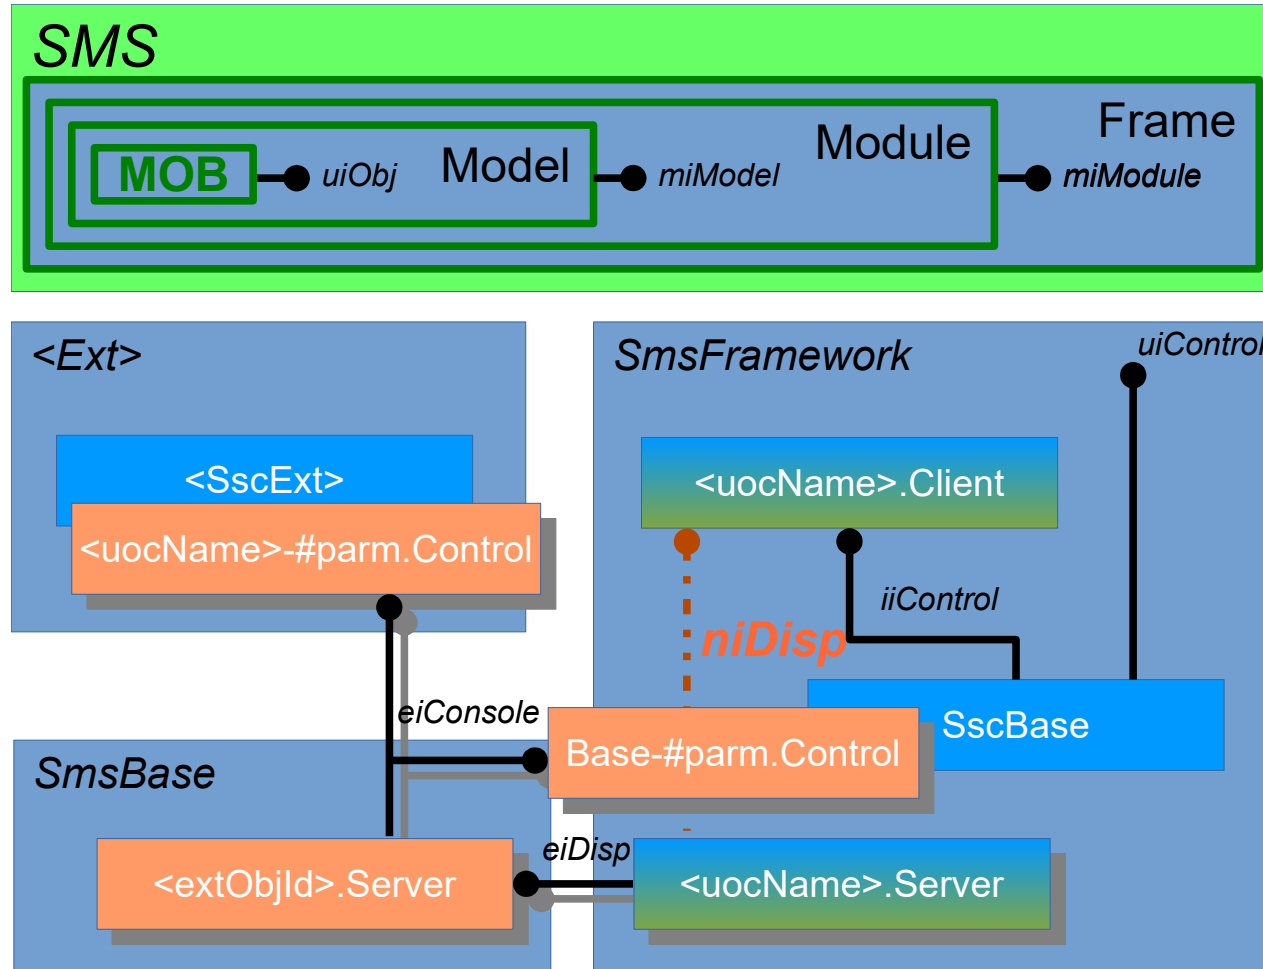 SMS
Frame
Module
Model
MOB
uiObj
miModel
miModule
<Ext>
SmsFramework
uiControl
<SscExt>
<uocName>.Client
<uocName>-#parm.Control
iiControl
niDisp
eiConsole
SscBase
Base-#parm.Control
SmsBase
eiDisp
<extObjId>.Server
<uocName>.Server